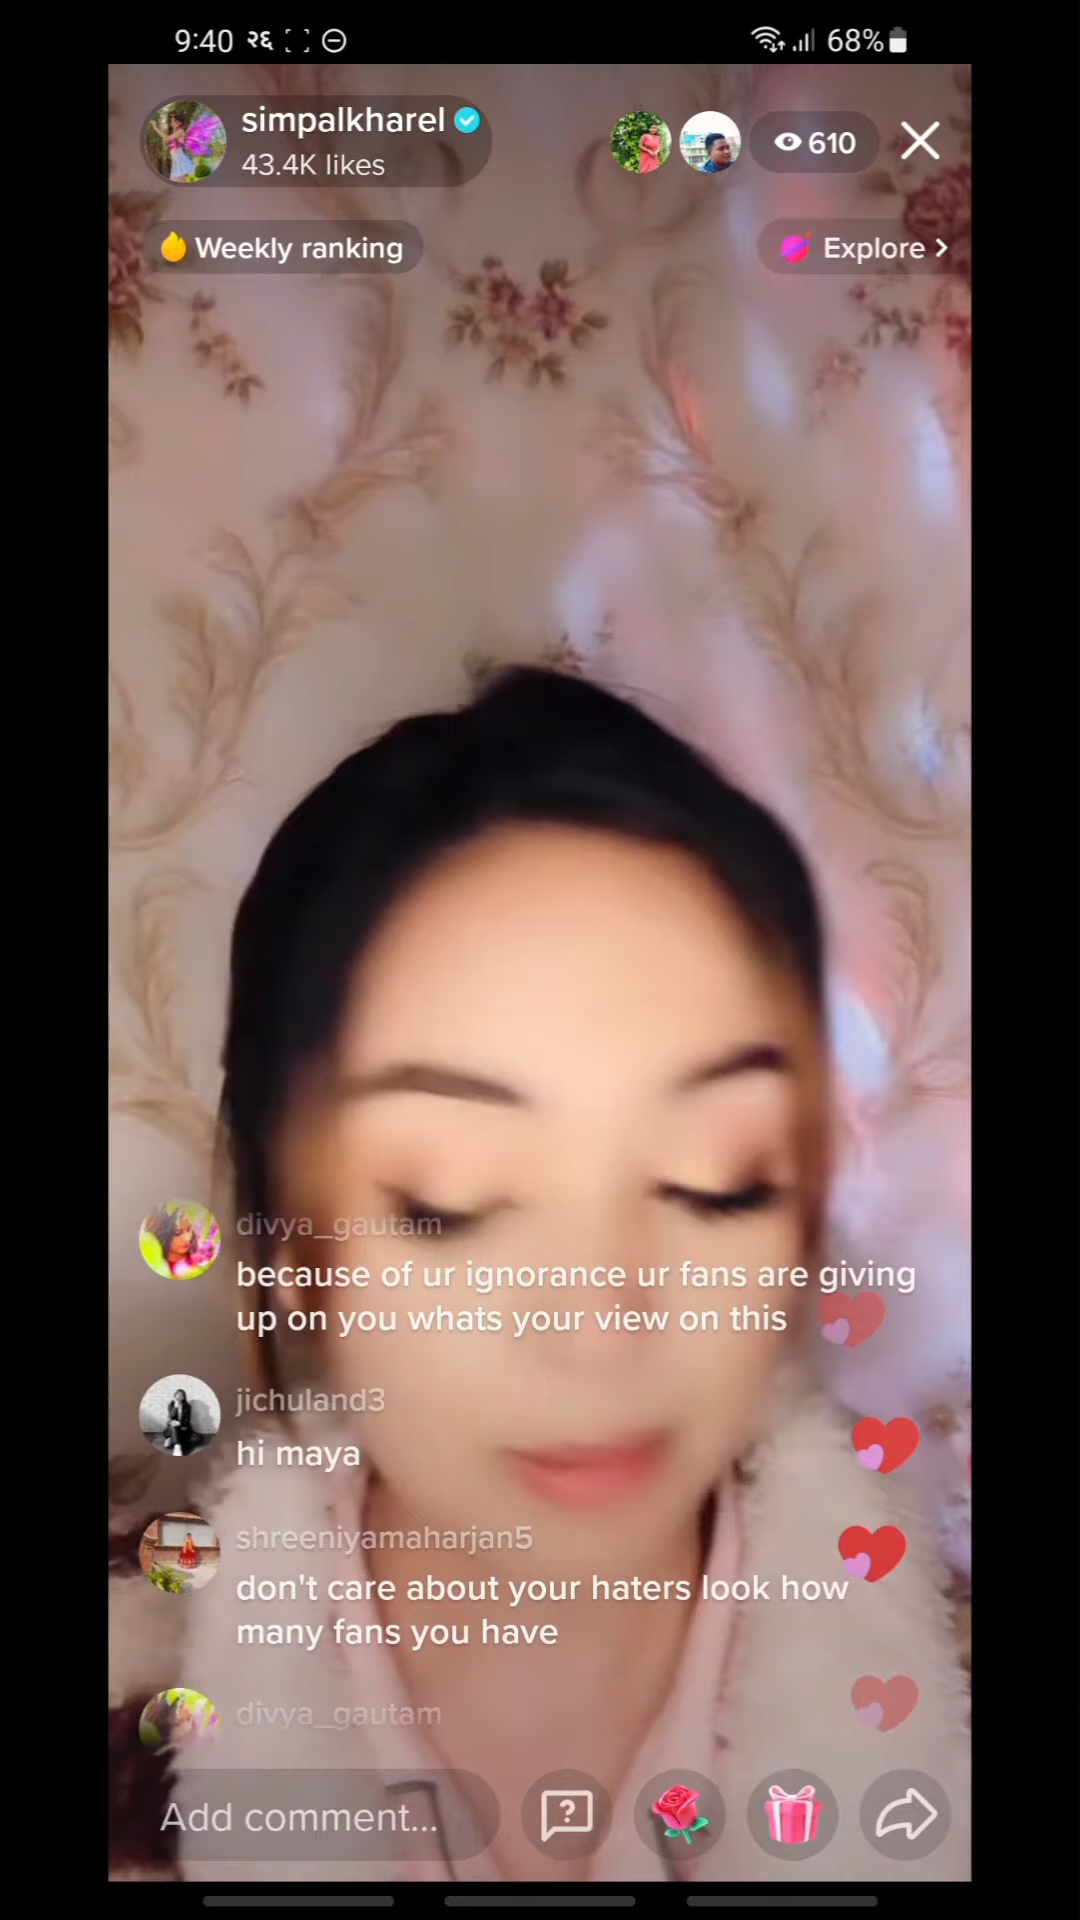 9:40 २६ 68%
simpalkharel
43.4K likes
610
Weekly ranking
Explore
divya_gautam
because of ur ignorance ur fans are giving
up on you whats your view on this
jichuland3
hi maya
shreeniyamaharjan5
don't care about your haters look how
many fans you have
divya_gautam
Add comment...